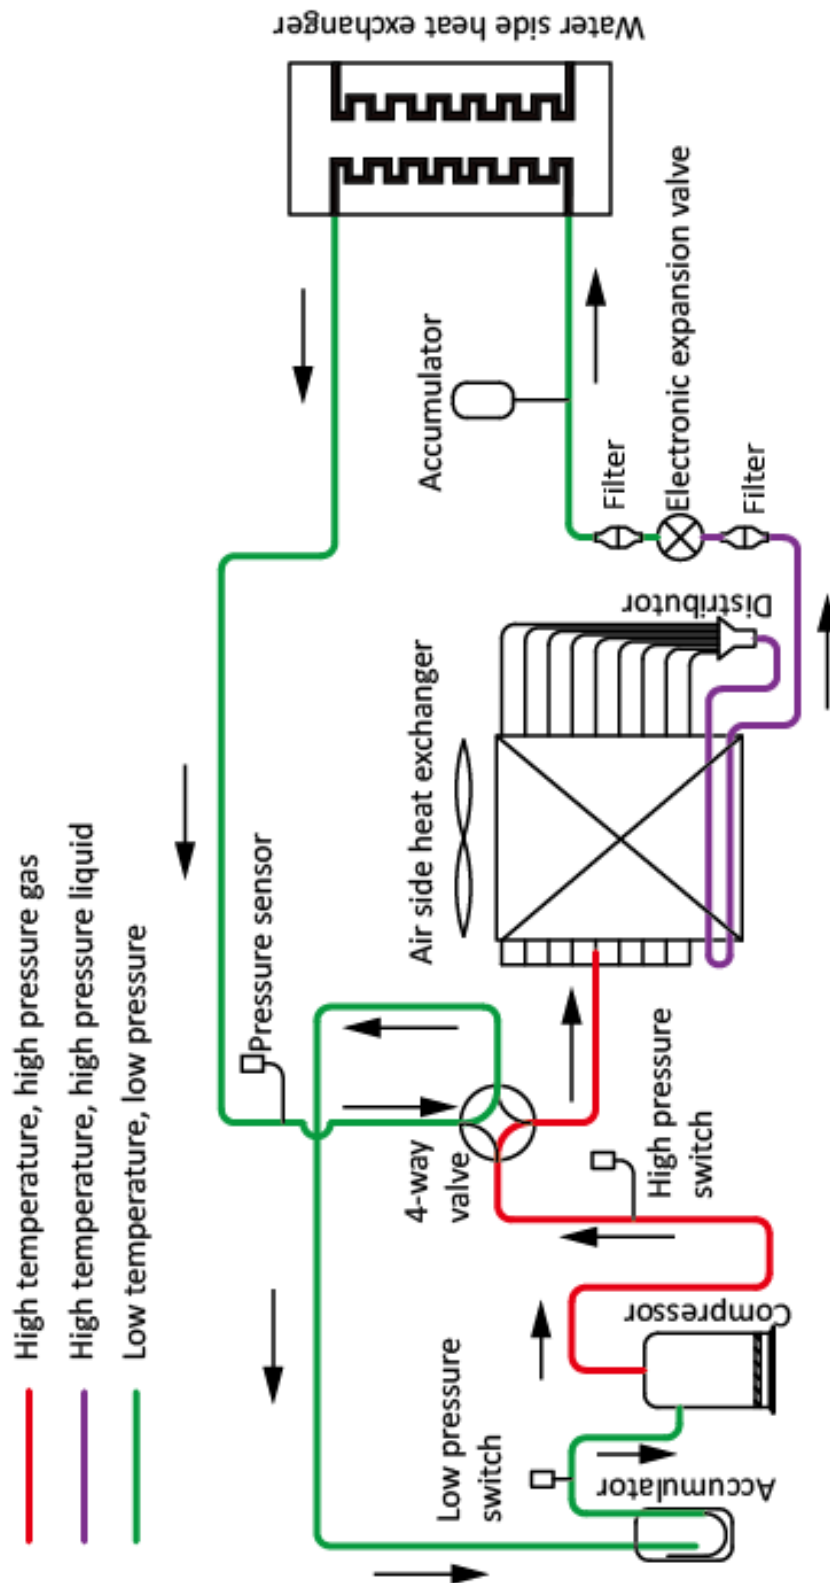 High temperature, high pressure gas
High temperature, high pressure liquid
Low temperature, low pressure
Pressure sensor
Water side heat exchanger
Accumulator
4-way
valve
Air side heat exchanger
Filter
Electronic expansion valve
Filter
Distributor
Low pressure
switch
High pressure
switch
Compressor
Accumulator